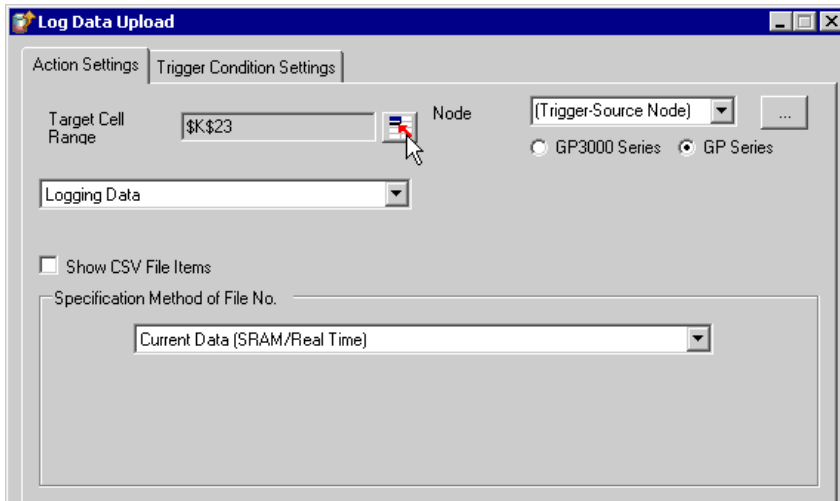 Log Data Upload
Action Settings
Trigger Condition Settings
Target Cell
Range
$K$23
Node
(Trigger-Source Node)
...
GP3000 Series
GP Series
Logging Data
Show CSV File Items
Specification Method of File No.
Current Data (SRAM/Real Time)